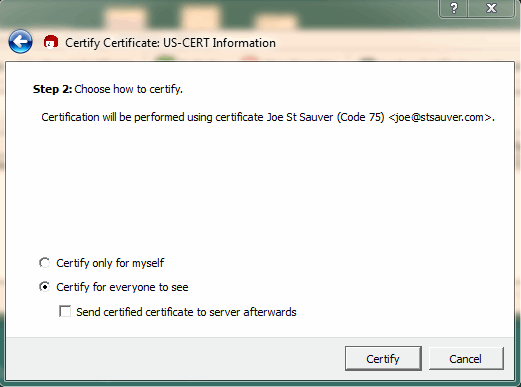 Certify Certificate: US-CERT Information
Step 2: Choose how to certify.
Certification will be performed using certificate Joe St Sauver (Code 75) <joe@stsauver.com>.
Certify only for myself
Certify for everyone to see
Send certified certificate to server afterwards
Certify
Cancel